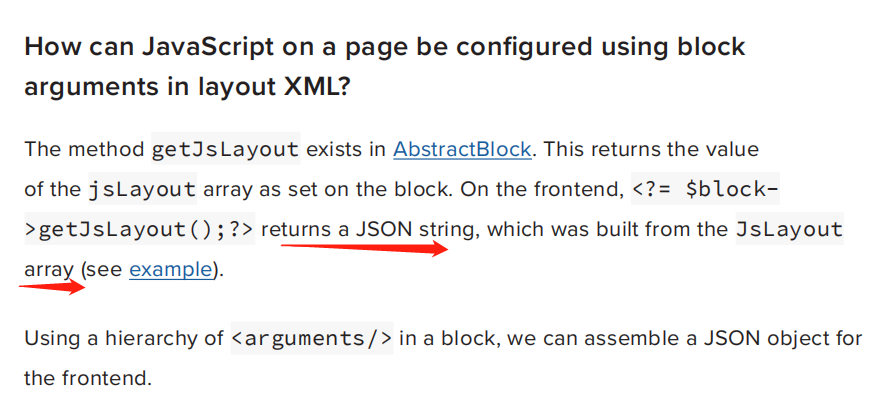 How can JavaScript on a page be configured using block
arguments in layout XML?
The method getJsLayout exists in AbstractBlock. This returns the value
of the jsLayout array as set on the block. On the frontend, <?= $block-
>getJsLayout();?> returns a JSON string, which was built from the JsLayout
array (see example).
Using a hierarchy of <arguments/> in a block, we can assemble a JSON object for
the frontend.